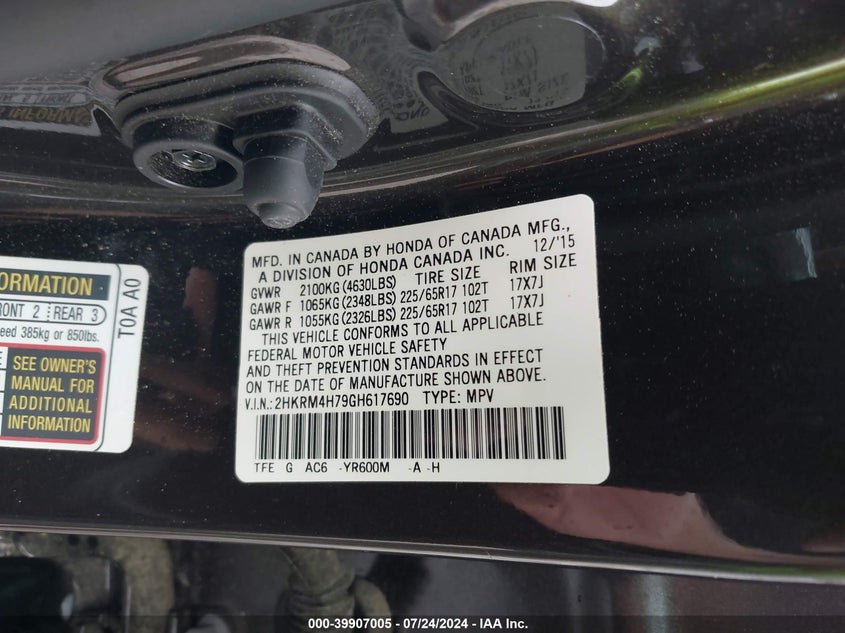 MFD. IN CANADA BY HONDA OF CANADA MFG.,
A DIVISION OF HONDA CANADA INC. 12/'15
GVWR 2100KG (4630LBS) TIRE SIZE RIM SIZE
GAWR F 1065KG (2348LBS) 225/65R17 102T 17X7J
GAWR R 1055KG (2326LBS) 225/65R17 102T 17X7J
THIS VEHICLE CONFORMS TO ALL APPLICABLE
FEDERAL MOTOR VEHICLE SAFETY
AND THEFT PREVENTION STANDARDS IN EFFECT
ON THE DATE OF MANUFACTURE SHOWN ABOVE.
V.I.N.: 2HKRM4H79GH617690 TYPE: MPV
TFE G AC6 -YR600M -A -H
ORMATION
RONT 2 REAR 3
eed 385kg or 850lbs.
SEE OWNER'S
MANUAL FOR
ADDITIONAL
INFORMATION
T0A A0
000-39907005 / 07/24/2024 - IAA Inc.